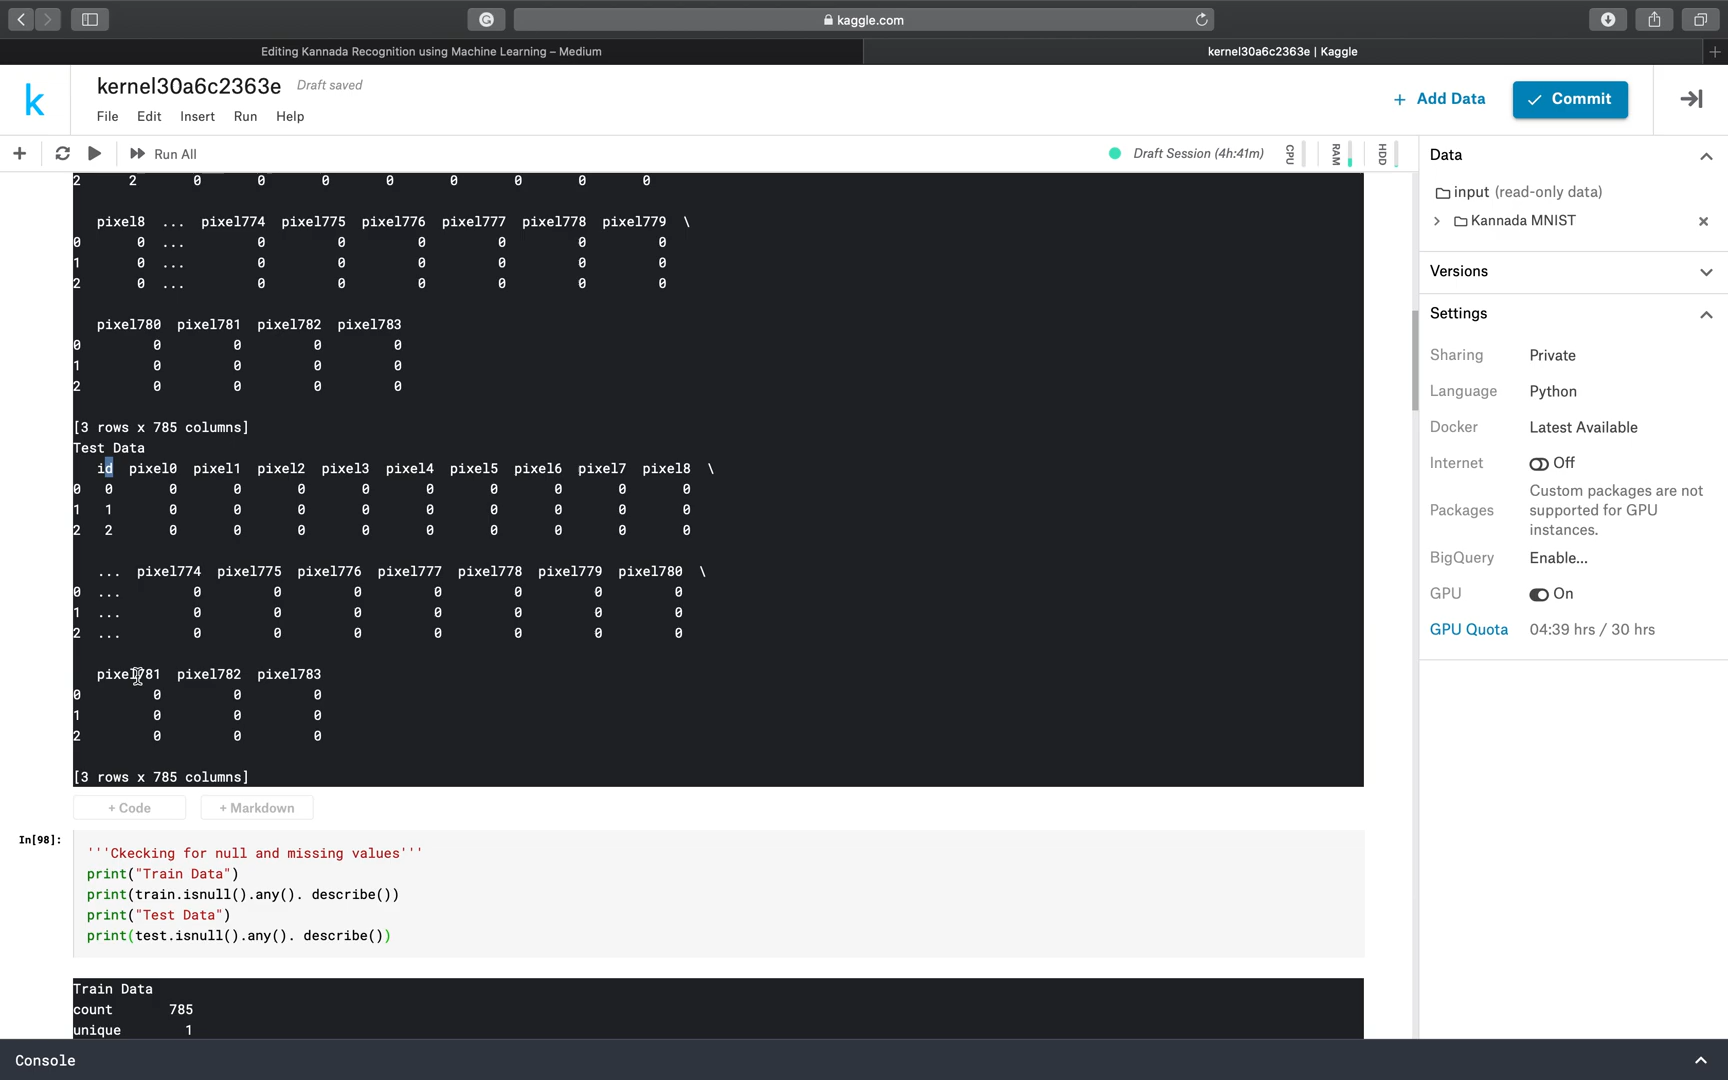 kaggle.com
Editing Kannada Recognition using Machine Learning – Medium
kernel30a6c2363e | Kaggle
k
kernel30a6c2363e
Draft saved
File Edit Insert Run Help
+ Add Data
Commit
Run All
Draft Session (4h:41m)
CPU
RAM
HDD
2 2 0 0 0 0 0 0 0 0
pixel8 ... pixel774 pixel775 pixel776 pixel777 pixel778 pixel779 \
0 0 ... 0 0 0 0 0 0
1 0 ... 0 0 0 0 0 0
2 0 ... 0 0 0 0 0 0
pixel780 pixel781 pixel782 pixel783
0 0 0 0 0
1 0 0 0 0
2 0 0 0 0
[3 rows x 785 columns]
Test Data
id pixel0 pixel1 pixel2 pixel3 pixel4 pixel5 pixel6 pixel7 pixel8 \
0 0 0 0 0 0 0 0 0 0 0
1 1 0 0 0 0 0 0 0 0 0
2 2 0 0 0 0 0 0 0 0 0
... pixel774 pixel775 pixel776 pixel777 pixel778 pixel779 pixel780 \
0 ... 0 0 0 0 0 0 0
1 ... 0 0 0 0 0 0 0
2 ... 0 0 0 0 0 0 0
pixel781 pixel782 pixel783
0 0 0 0
1 0 0 0
2 0 0 0
[3 rows x 785 columns]
+ Code
+ Markdown
In[98]:
'''Ckecking for null and missing values'''
print("Train Data")
print(train.isnull().any(). describe())
print("Test Data")
print(test.isnull().any(). describe())
Train Data
count 785
unique 1
Console
Data
input (read-only data)
Kannada MNIST
Versions
Settings
Sharing Private
Language Python
Docker Latest Available
Internet Off
Packages Custom packages are not
supported for GPU
instances.
BigQuery Enable...
GPU On
GPU Quota 04:39 hrs / 30 hrs